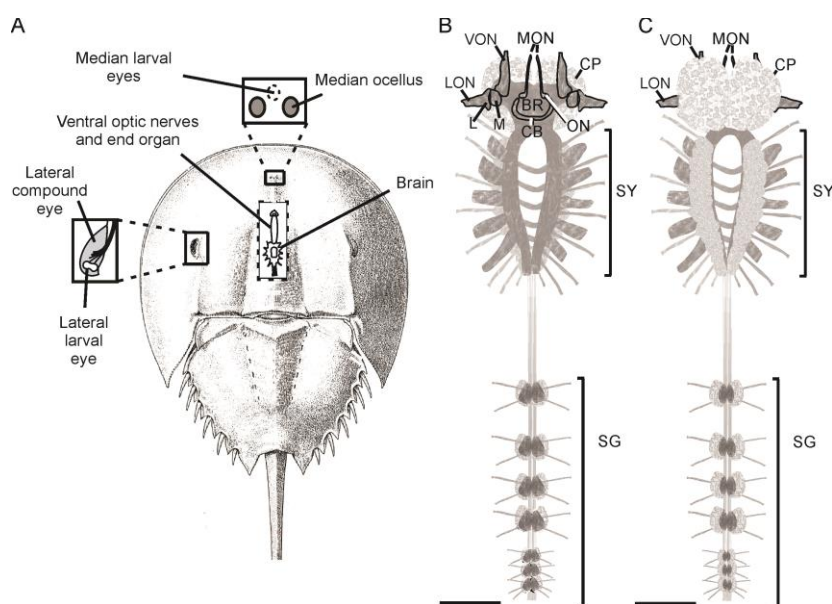 A
Median larval
eyes
Median ocellus
Ventral optic nerves
and end organ
Lateral
compound
eye
Brain
Lateral
larval
eye
B
VON
MON
CP
LON
BR
L
M
CB
ON
SY
SG
C
VON
MON
CP
LON
SY
SG